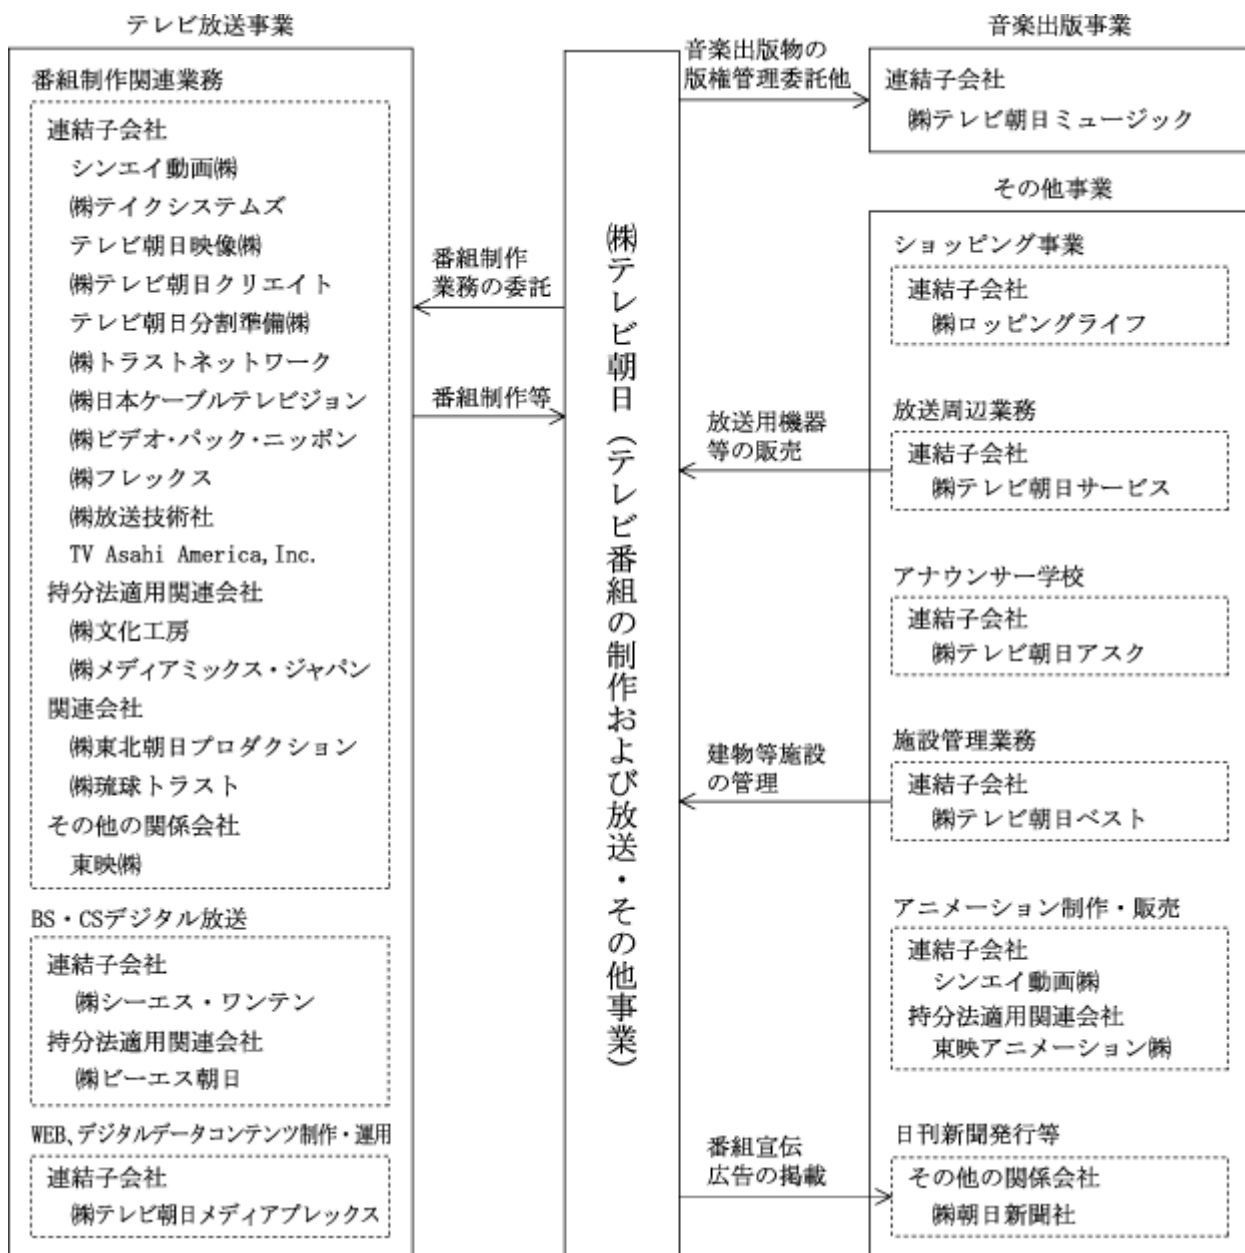 テレビ放送事業
番組制作関連業務
連結子会社
シンエイ動画㈱
㈱テイクシステムズ
テレビ朝日映像㈱
㈱テレビ朝日クリエイト
テレビ朝日分割準備㈱
㈱トラストネットワーク
㈱日本ケーブルテレビジョン
㈱ビデオ・パック・ニッポン
㈱フレックス
㈱放送技術社
TV Asahi America,Inc.
持分法適用関連会社
㈱文化工房
㈱メディアミックス・ジャパン
関連会社
㈱東北朝日プロダクション
㈱琉球トラスト
その他の関係会社
東映㈱
BS・CSデジタル放送
連結子会社
㈱シーエス・ワンテン
持分法適用関連会社
㈱ビーエス朝日
WEB、デジタルデータコンテンツ制作・運用
連結子会社
㈱テレビ朝日メディアプレックス
番組制作
業務の委託
番組制作等
㈱テレビ朝日（テレビ番組の制作および放送・その他事業）
音楽出版物の
版権管理委託他
放送用機器
等の販売
建物等施設
の管理
番組宣伝
広告の掲載
音楽出版事業
連結子会社
㈱テレビ朝日ミュージック
その他事業
ショッピング事業
連結子会社
㈱ロッピングライフ
放送周辺業務
連結子会社
㈱テレビ朝日サービス
アナウンサー学校
連結子会社
㈱テレビ朝日アスク
施設管理業務
連結子会社
㈱テレビ朝日ベスト
アニメーション制作・販売
連結子会社
シンエイ動画㈱
持分法適用関連会社
東映アニメーション㈱
日刊新聞発行等
その他の関係会社
㈱朝日新聞社